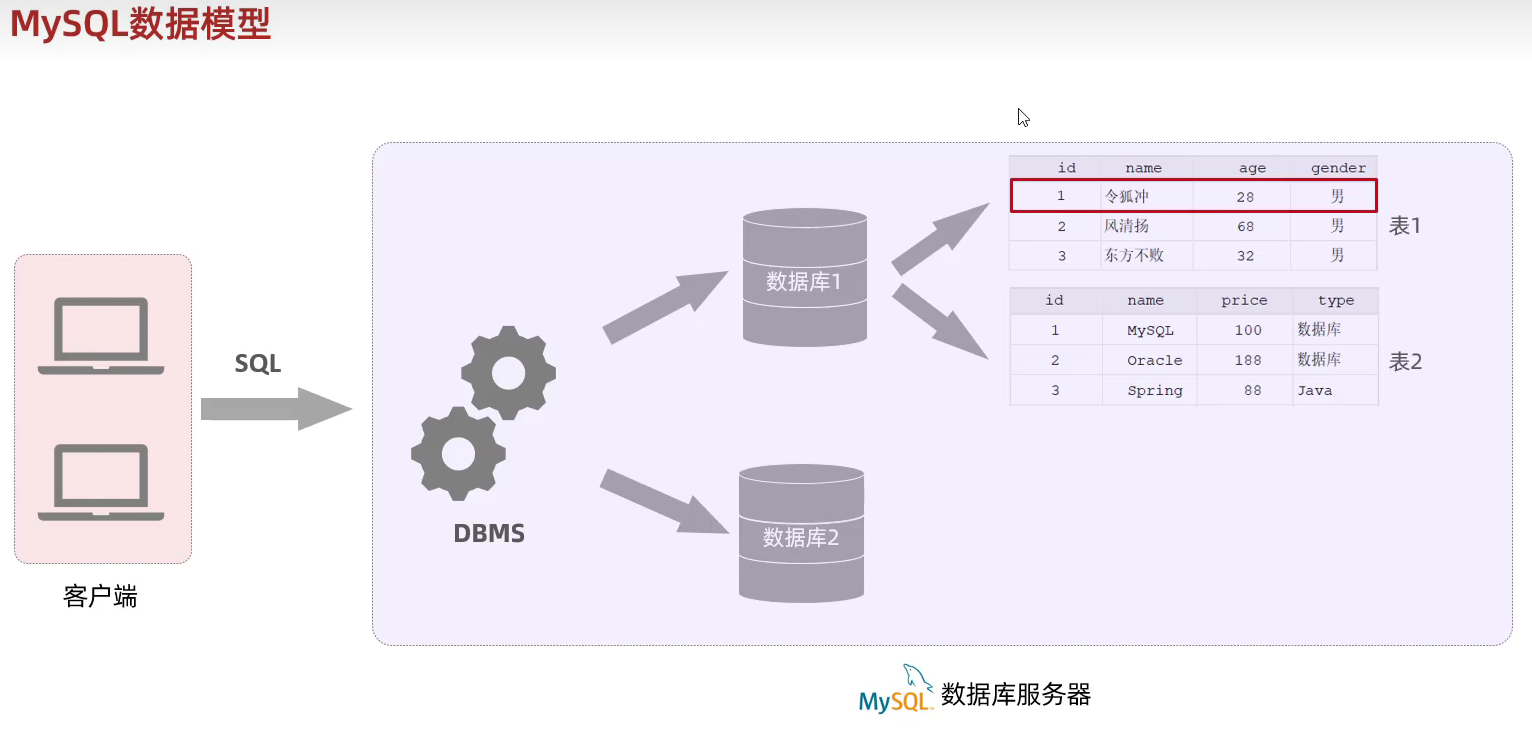 MySQL数据模型
SQL
客户端
DBMS
数据库1
数据库2
id name age gender
1 令狐冲 28 男
2 风清扬 68 男
3 东方不败 32 男
表1
id name price type
1 MySQL 100 数据库
2 Oracle 188 数据库
3 Spring 88 Java
表2
MySQL 数据库服务器